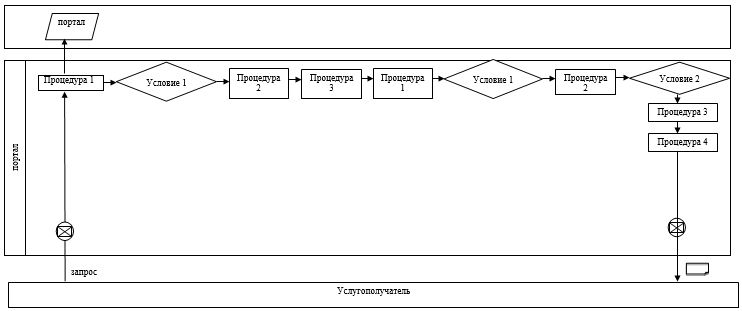 портал
портал
Процедура 1
Условие 1
Процедура
2
Процедура
3
Процедура
1
Условие 1
Процедура
2
Условие 2
Процедура 3
Процедура 4
запрос
Услугополучатель